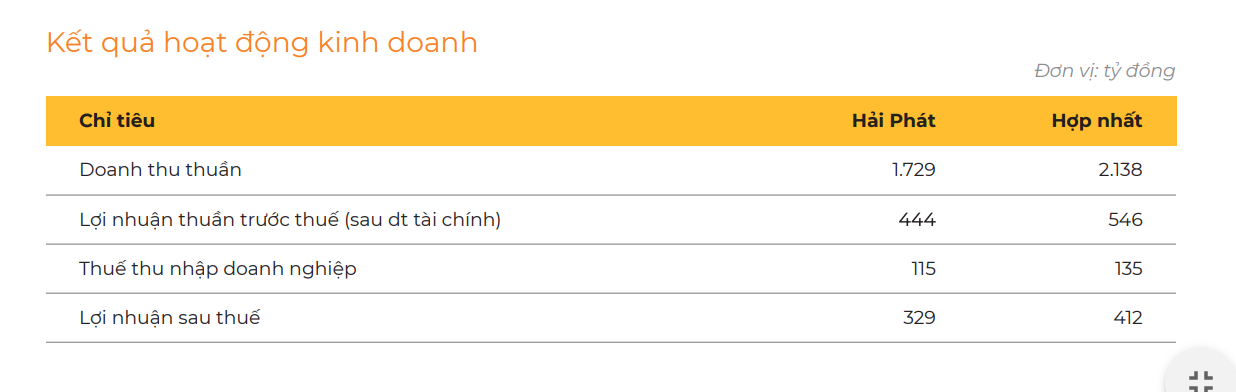 Kết quả hoạt động kinh doanh
Đơn vị: tỷ đồng
Chỉ tiêu Hải Phát Hợp nhất
Doanh thu thuần 1.729 2.138
Lợi nhuận thuần trước thuế (sau dt tài chính) 444 546
Thuế thu nhập doanh nghiệp 115 135
Lợi nhuận sau thuế 329 412